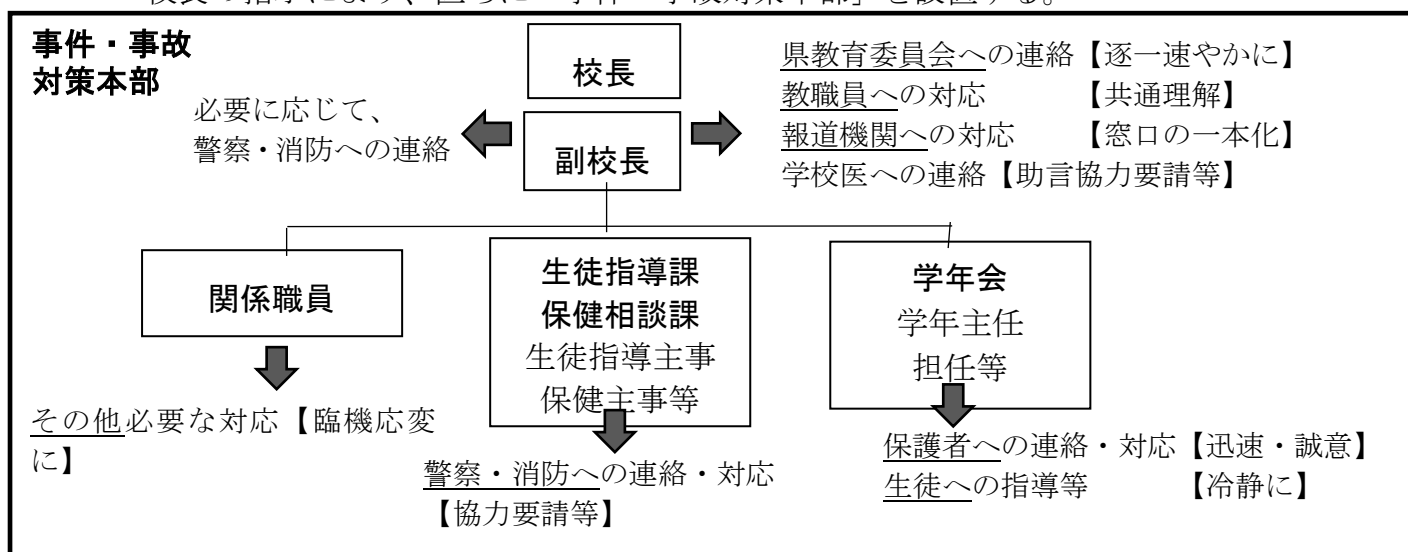 校長の指示により、直ちに「事件・事故対策本部」を設置する。
事件・事故
対策本部
必要に応じて、
警察・消防への連絡
校長
副校長
県教育委員会への連絡【逐一速やかに】
教職員への対応 【共通理解】
報道機関への対応 【窓口の一本化】
学校医への連絡【助言協力要請等】
関係職員
その他必要な対応【臨機応変
に】
生徒指導課
保健相談課
生徒指導主事
保健主事等
警察・消防への連絡・対応
【協力要請等】
学年会
学年主任
担任等
保護者への連絡・対応【迅速・誠意】
生徒への指導等 【冷静に】